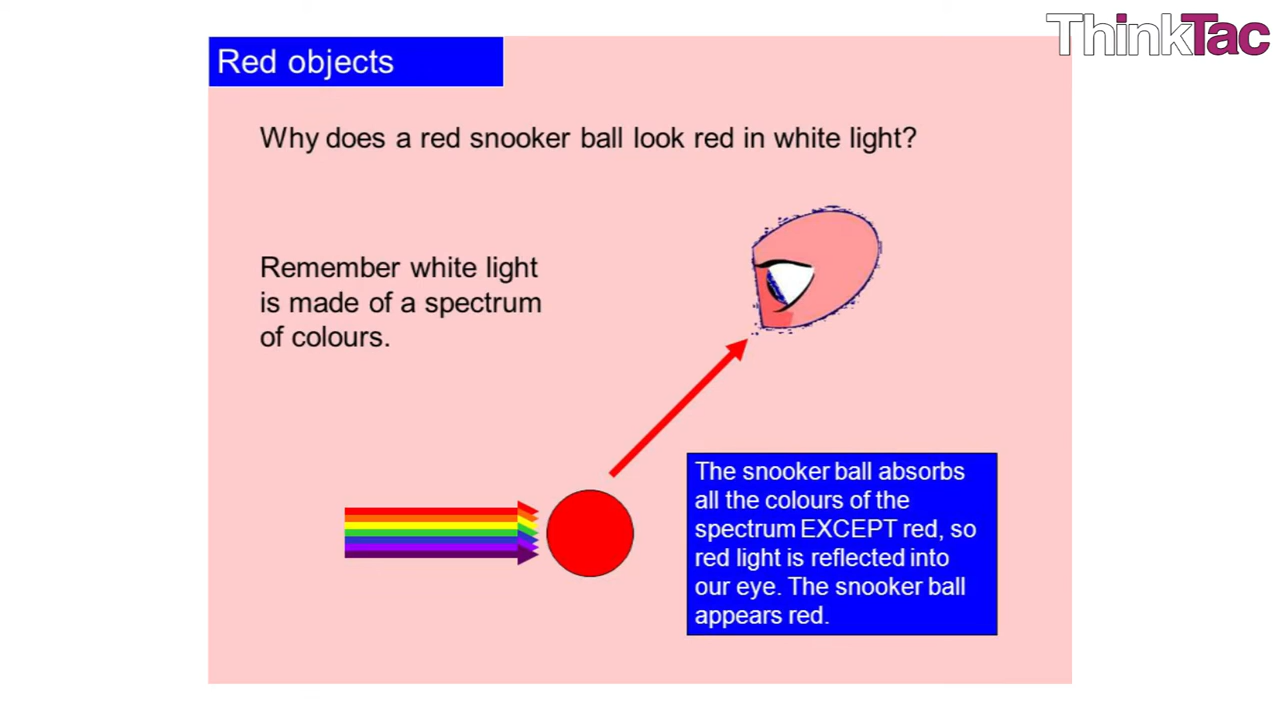 ThinkTac
Red objects
Why does a red snooker ball look red in white light?
Remember white light
is made of a spectrum
of colours.
The snooker ball absorbs
all the colours of the
spectrum EXCEPT red, so
red light is reflected into
our eye. The snooker ball
appears red.